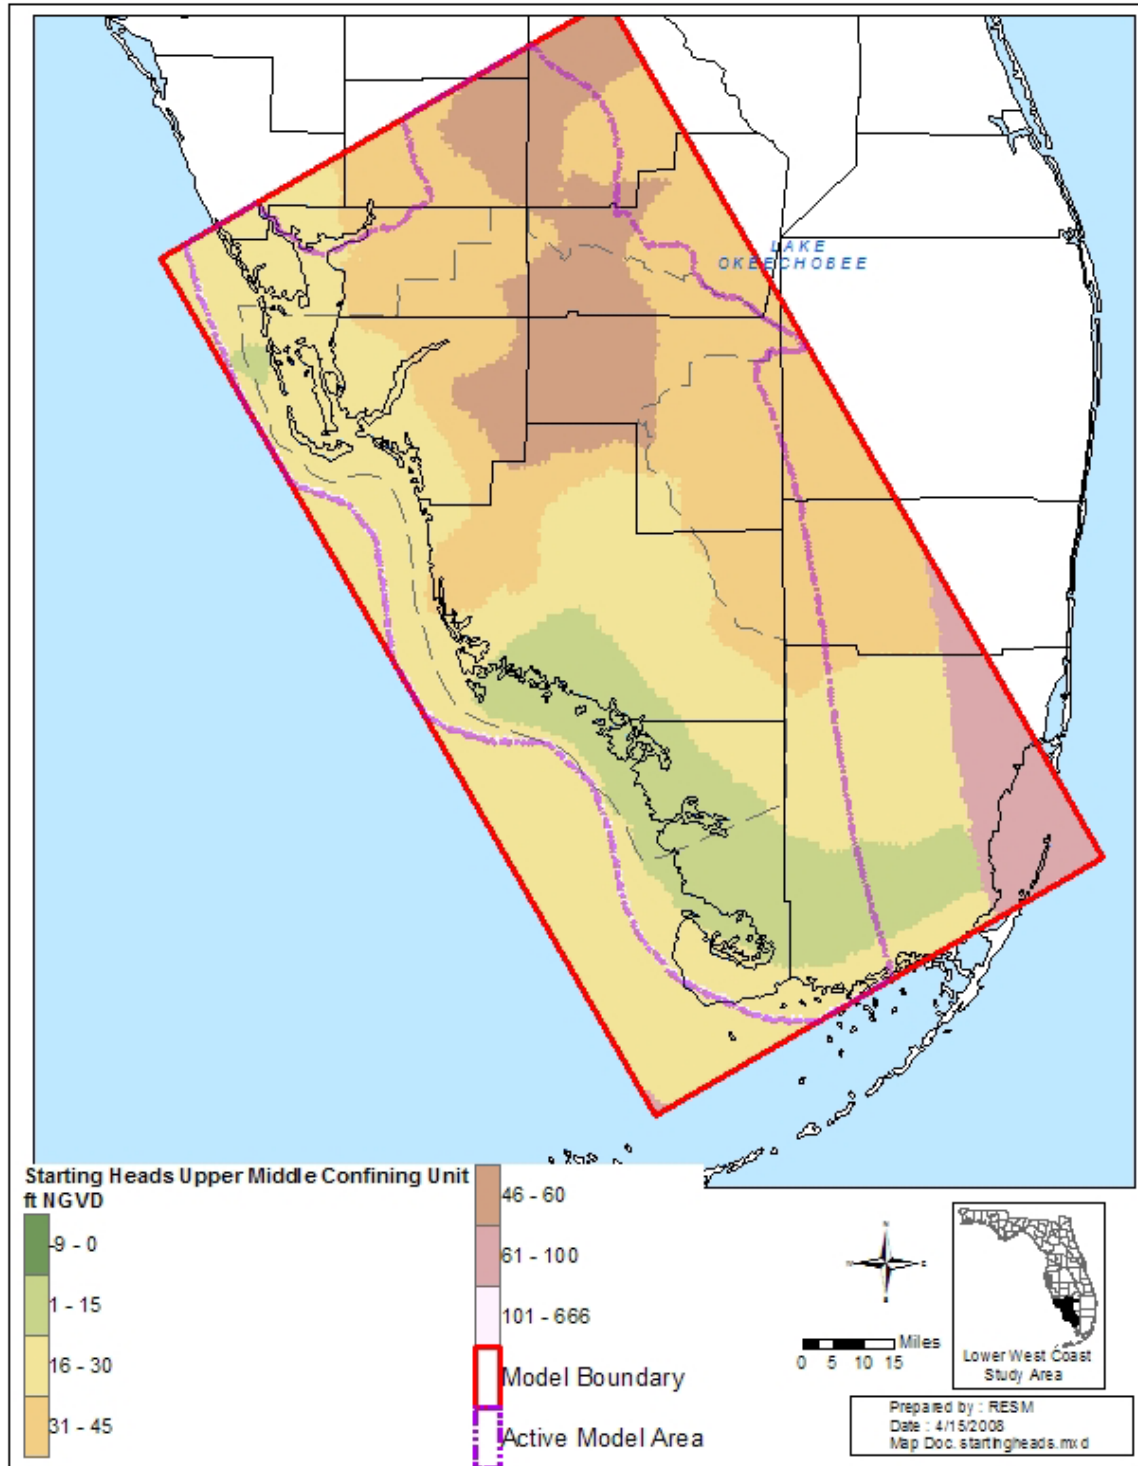 LAKE
OKEECHOBEE
Starting Heads Upper Middle Confining Unit
ft NGVD
-9 - 0
1 - 15
16 - 30
31 - 45
46 - 60
61 - 100
101 - 666
Model Boundary
Active Model Area
N
W E
S
Miles
0 5 10 15
Lower West Coast
Study Area
Prepared by : RESM
Date : 4/15/2008
Map Doc. startingheads.mxd